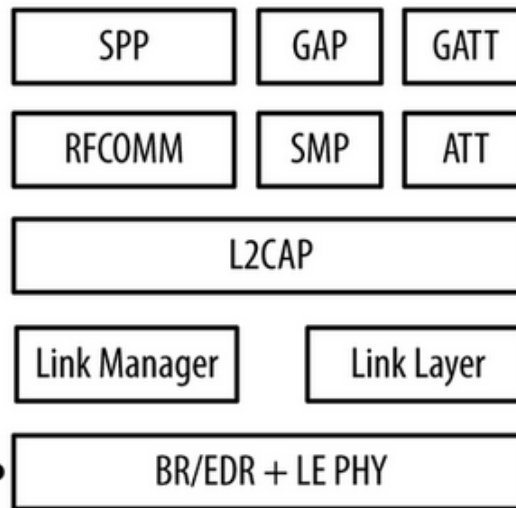 SPP GAP GATT
RFCOMM SMP ATT
L2CAP
Link Manager Link Layer
BR/EDR + LE PHY